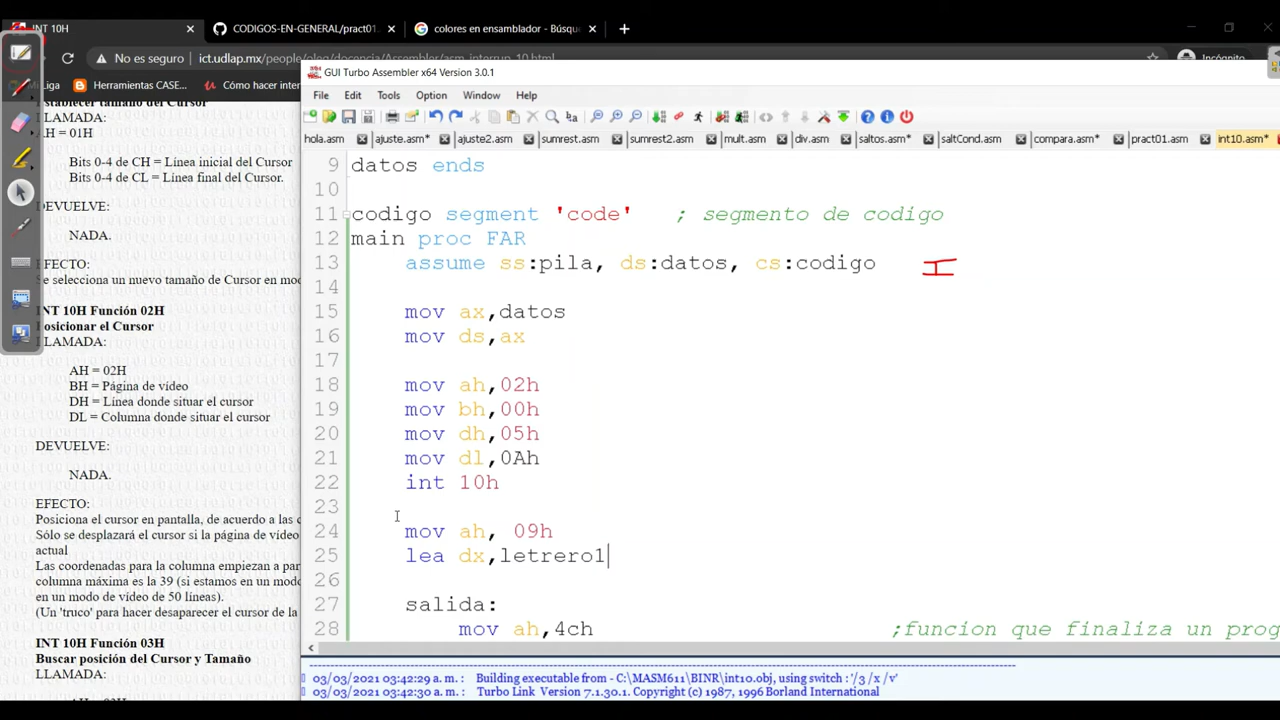 INT 10H
CODIGOS-EN-GENERAL/pract01.
colores en ensamblador - Búsqu
No es seguro
ict.udlap.mx/people/oleg/docencia/Assembler/asm_interrup_10.html
Incógnito
Mi Liga
Herramientas CASE...
Cómo hacer inter
Establecer tamaño del Cursor
LLAMADA:
AH = 01H
Bits 0-4 de CH = Línea inicial del Cursor
Bits 0-4 de CL = Línea final del Cursor.
DEVUELVE:
NADA.
EFECTO:
Se selecciona un nuevo tamaño de Cursor en mod
INT 10H Función 02H
Posicionar el Cursor
LLAMADA:
AH = 02H
BH = Página de vídeo
DH = Línea donde situar el cursor
DL = Columna donde situar el cursor
DEVUELVE:
NADA.
EFECTO:
Posiciona el cursor en pantalla, de acuerdo a las c
Sólo se desplazará el cursor si la página de vídeo
actual
Las coordenadas para la columna empiezan a par
columna máxima es la 39 (si estamos en un modo
en un modo de vídeo de 50 líneas).
(Un 'truco' para hacer desaparecer el cursor de la
INT 10H Función 03H
Buscar posición del Cursor y Tamaño
LLAMADA:
GUI Turbo Assembler x64 Version 3.0.1
File Edit Tools Option Window Help
hola.asm ajuste.asm* ajuste2.asm sumrest.asm sumrest2.asm mult.asm div.asm saltos.asm* saltCond.asm compara.asm* pract01.asm int10.asm*
9 datos ends
10
11 codigo segment 'code' ; segmento de codigo
12 main proc FAR
13 assume ss:pila, ds:datos, cs:codigo
14
15 mov ax,datos
16 mov ds,ax
17
18 mov ah,02h
19 mov bh,00h
20 mov dh,05h
21 mov dl,0Ah
22 int 10h
23
24 mov ah, 09h
25 lea dx,letrero1
26
27 salida:
28 mov ah,4ch ;funcion que finaliza un prog
03/03/2021 03:42:29 a. m. : Building executable from - C:\MASM611\BINR\int10.obj, using switch : '/3 /x /v'
03/03/2021 03:42:30 a. m. : Turbo Link Version 7.1.30.1. Copyright (c) 1987, 1996 Borland International